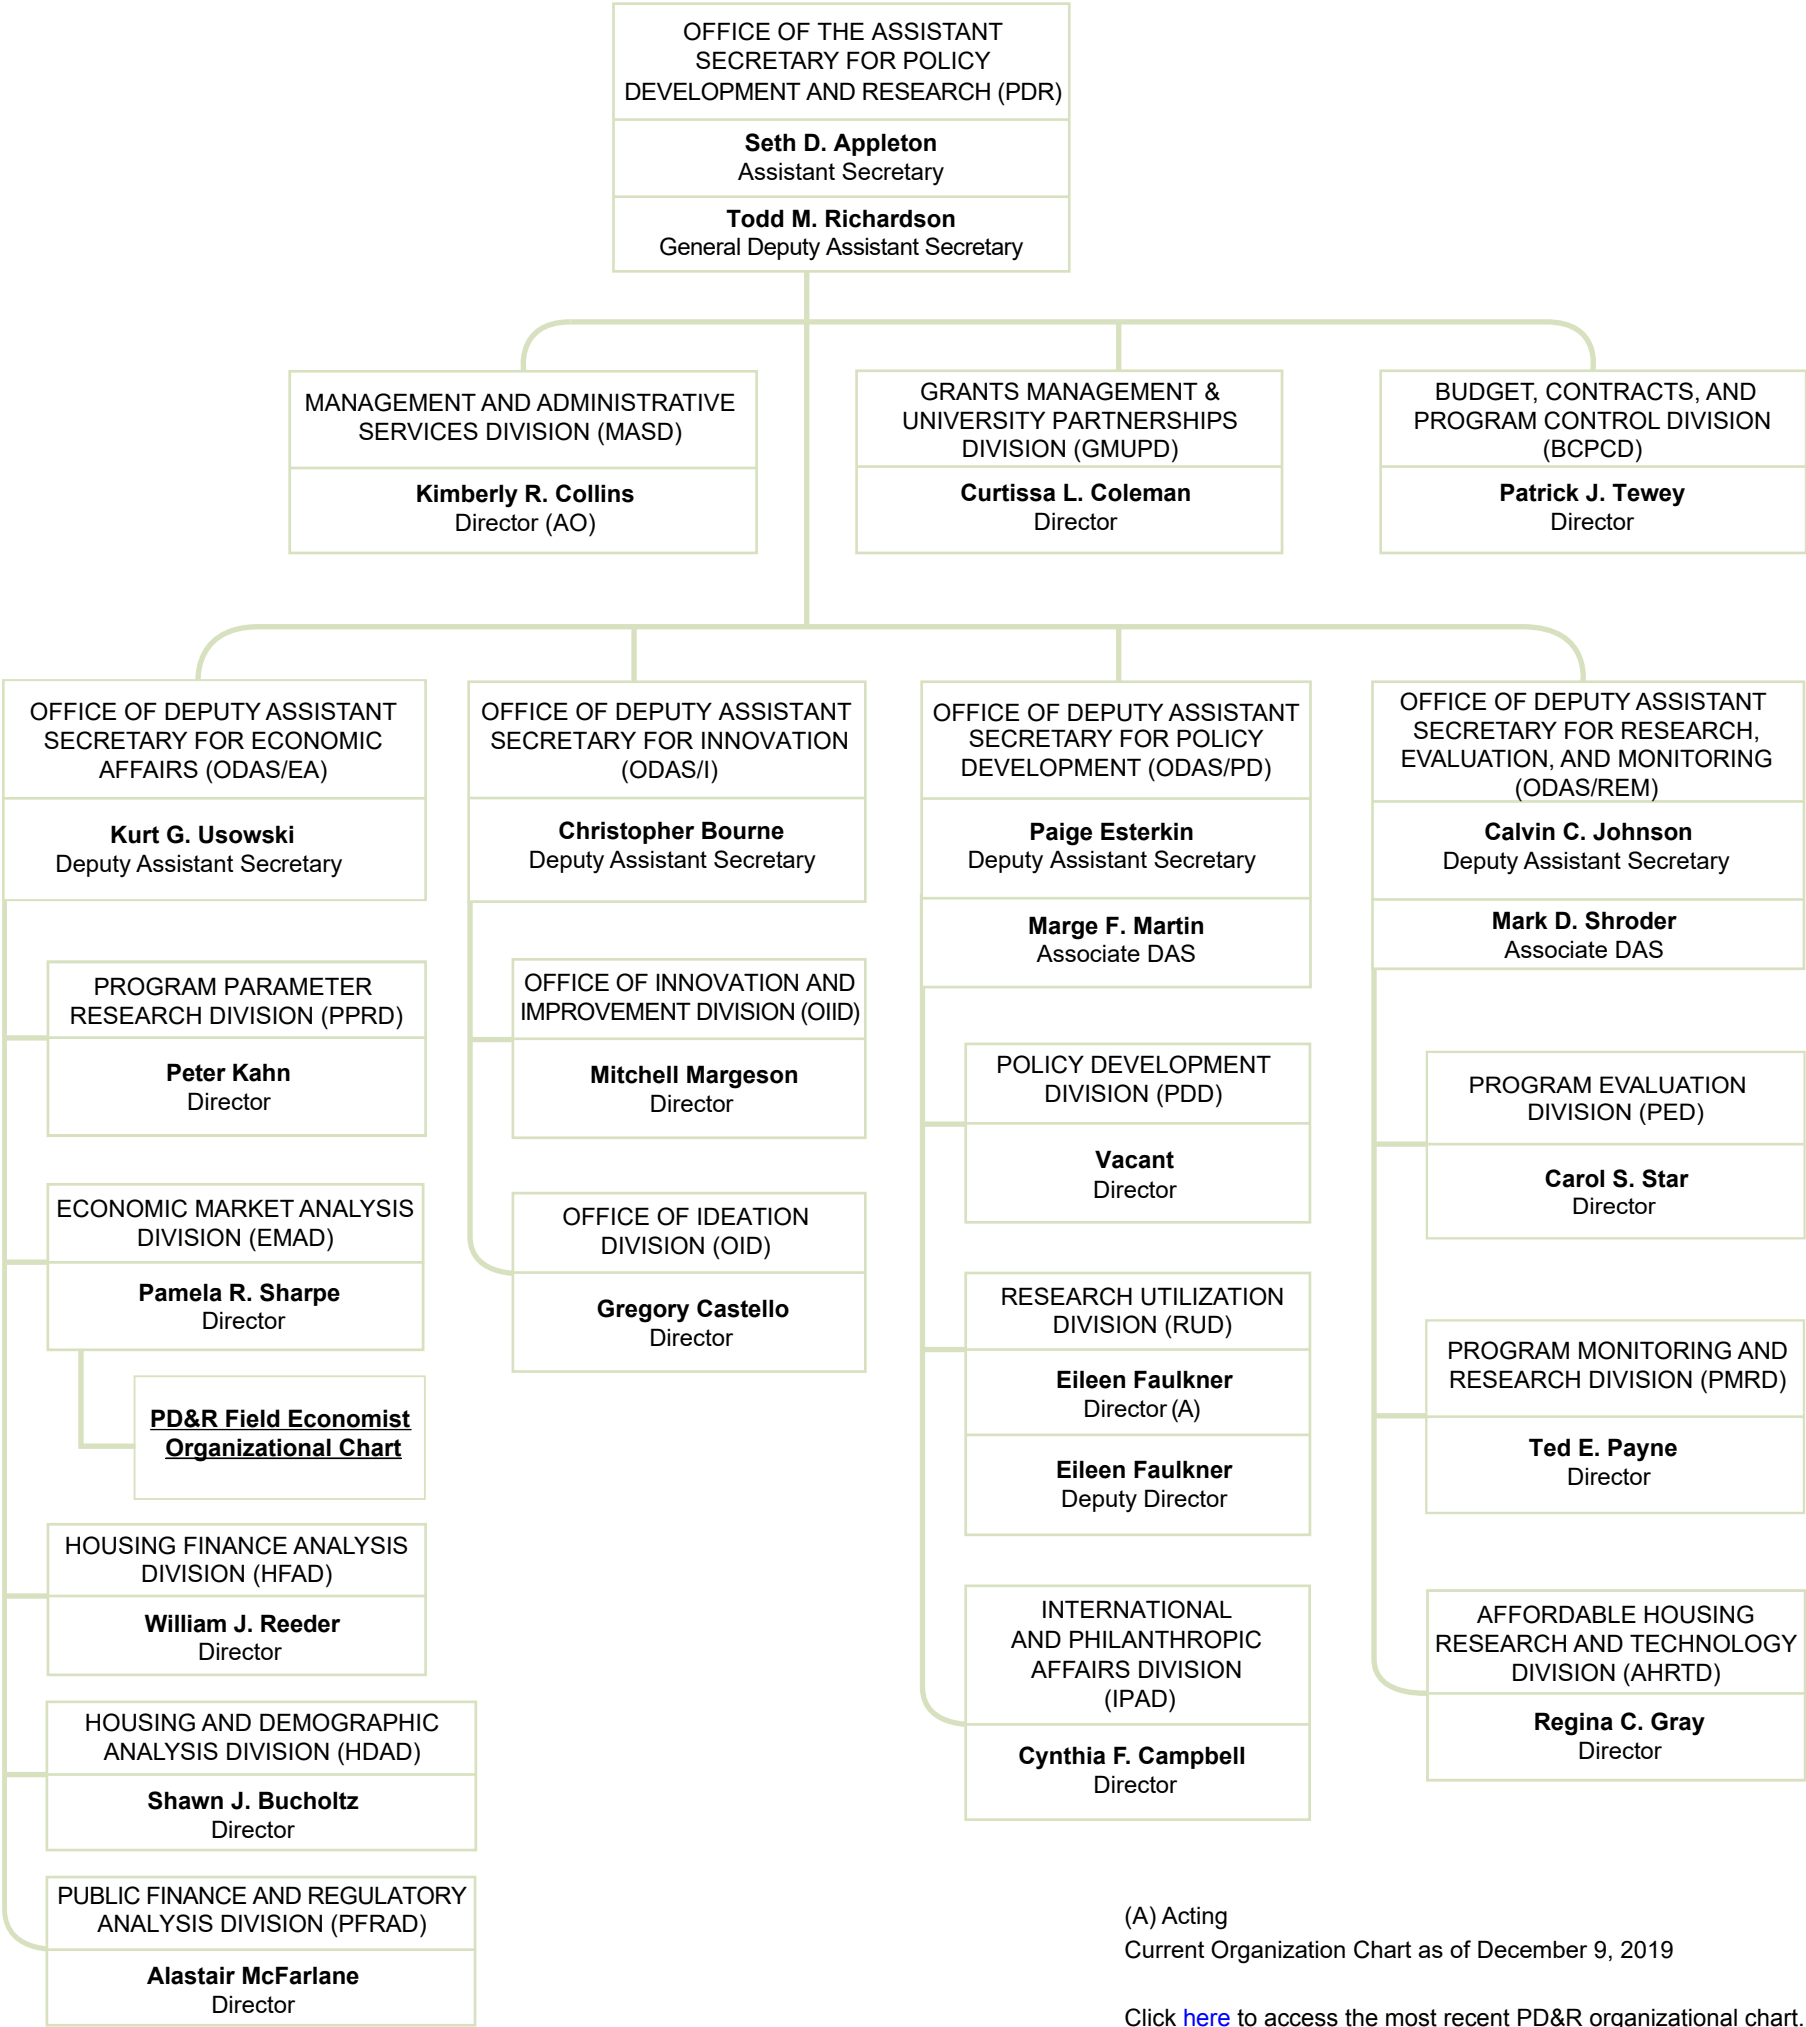 OFFICE OF THE ASSISTANT
SECRETARY FOR POLICY
DEVELOPMENT AND RESEARCH (PDR)
Seth D. Appleton
Assistant Secretary
Todd M. Richardson
General Deputy Assistant Secretary
MANAGEMENT AND ADMINISTRATIVE
SERVICES DIVISION (MASD)
Kimberly R. Collins
Director (AO)
GRANTS MANAGEMENT &
UNIVERSITY PARTNERSHIPS
DIVISION (GMUPD)
Curtissa L. Coleman
Director
BUDGET, CONTRACTS, AND
PROGRAM CONTROL DIVISION
(BCPCD)
Patrick J. Tewey
Director
OFFICE OF DEPUTY ASSISTANT
SECRETARY FOR ECONOMIC
AFFAIRS (ODAS/EA)
Kurt G. Usowski
Deputy Assistant Secretary
PROGRAM PARAMETER
RESEARCH DIVISION (PPRD)
Peter Kahn
Director
ECONOMIC MARKET ANALYSIS
DIVISION (EMAD)
Pamela R. Sharpe
Director
PD&R Field Economist
Organizational Chart
HOUSING FINANCE ANALYSIS
DIVISION (HFAD)
William J. Reeder
Director
HOUSING AND DEMOGRAPHIC
ANALYSIS DIVISION (HDAD)
Shawn J. Bucholtz
Director
PUBLIC FINANCE AND REGULATORY
ANALYSIS DIVISION (PFRAD)
Alastair McFarlane
Director
OFFICE OF DEPUTY ASSISTANT
SECRETARY FOR INNOVATION
(ODAS/I)
Christopher Bourne
Deputy Assistant Secretary
OFFICE OF INNOVATION AND
IMPROVEMENT DIVISION (OIID)
Mitchell Margeson
Director
OFFICE OF IDEATION
DIVISION (OID)
Gregory Castello
Director
OFFICE OF DEPUTY ASSISTANT
SECRETARY FOR POLICY
DEVELOPMENT (ODAS/PD)
Paige Esterkin
Deputy Assistant Secretary
Marge F. Martin
Associate DAS
POLICY DEVELOPMENT
DIVISION (PDD)
Vacant
Director
RESEARCH UTILIZATION
DIVISION (RUD)
Eileen Faulkner
Director (A)
Eileen Faulkner
Deputy Director
INTERNATIONAL
AND PHILANTHROPIC
AFFAIRS DIVISION
(IPAD)
Cynthia F. Campbell
Director
OFFICE OF DEPUTY ASSISTANT
SECRETARY FOR RESEARCH,
EVALUATION, AND MONITORING
(ODAS/REM)
Calvin C. Johnson
Deputy Assistant Secretary
Mark D. Shroder
Associate DAS
PROGRAM EVALUATION
DIVISION (PED)
Carol S. Star
Director
PROGRAM MONITORING AND
RESEARCH DIVISION (PMRD)
Ted E. Payne
Director
AFFORDABLE HOUSING
RESEARCH AND TECHNOLOGY
DIVISION (AHRTD)
Regina C. Gray
Director
(A) Acting
Current Organization Chart as of December 9, 2019
Click here to access the most recent PD&R organizational chart.